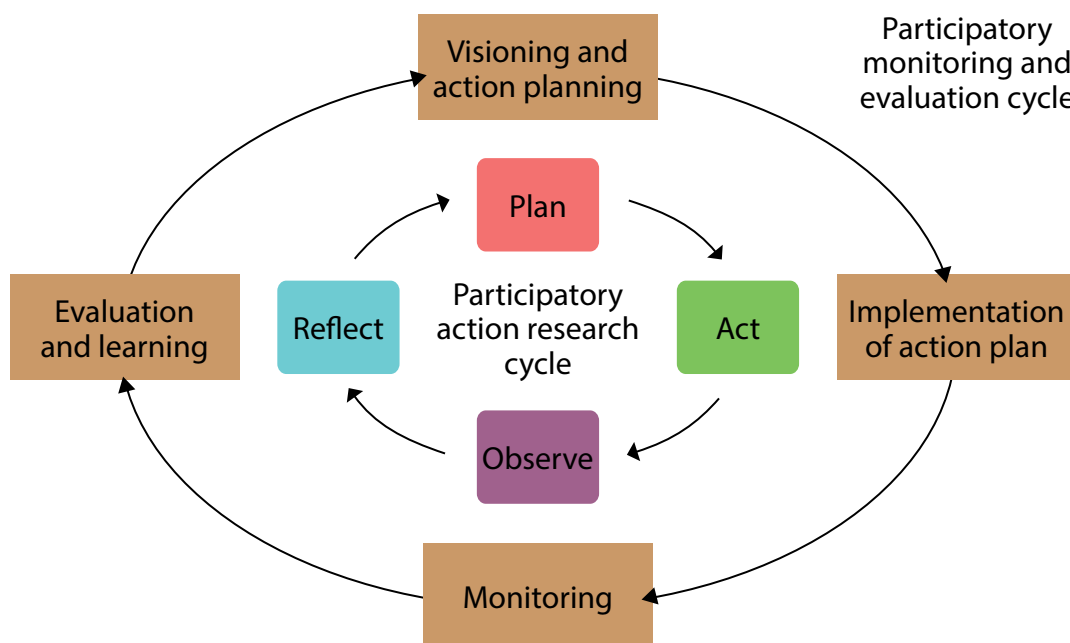 Visioning and
action planning
Participatory
monitoring and
evaluation cycle
Plan
Evaluation
and learning
Reflect
Participatory
action research
cycle
Act
Implementation
of action plan
Observe
Monitoring